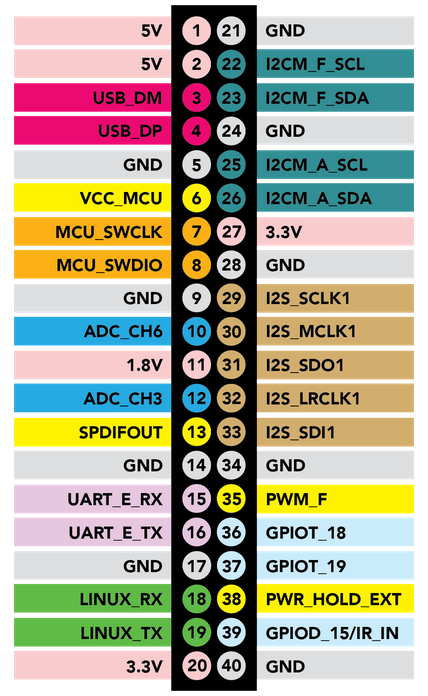 5V 1 21 GND
5V 2 22 I2CM_F_SCL
USB_DM 3 23 I2CM_F_SDA
USB_DP 4 24 GND
GND 5 25 I2CM_A_SCL
VCC_MCU 6 26 I2CM_A_SDA
MCU_SWCLK 7 27 3.3V
MCU_SWDIO 8 28 GND
GND 9 29 I2S_SCLK1
ADC_CH6 10 30 I2S_MCLK1
1.8V 11 31 I2S_SDO1
ADC_CH3 12 32 I2S_LRCLK1
SPDIFOUT 13 33 I2S_SDI1
GND 14 34 GND
UART_E_RX 15 35 PWM_F
UART_E_TX 16 36 GPIOT_18
GND 17 37 GPIOT_19
LINUX_RX 18 38 PWR_HOLD_EXT
LINUX_TX 19 39 GPIOD_15/IR_IN
3.3V 20 40 GND